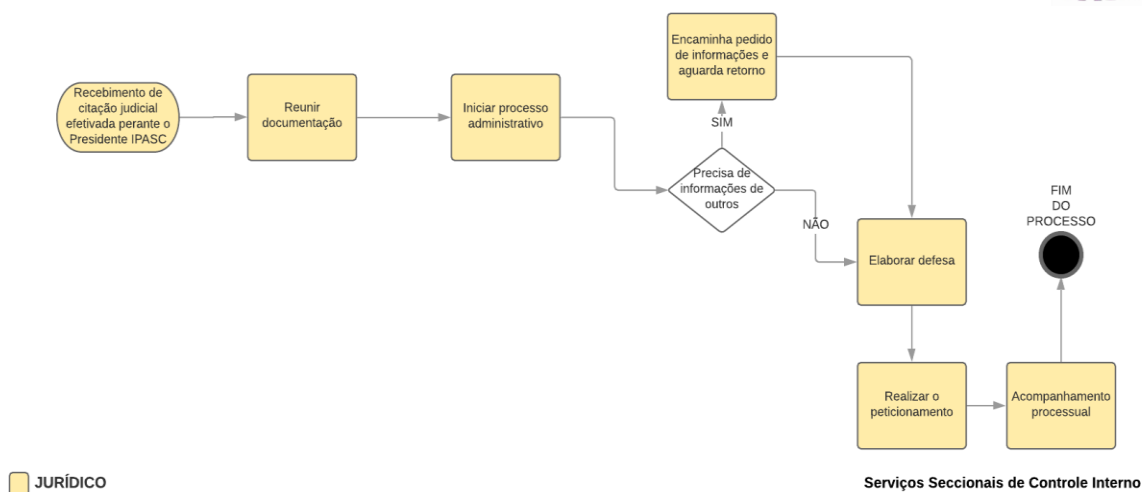 Recebimento de
citação judicial
efetivada perante o
Presidente IPASC
Reunir
documentação
Iniciar processo
administrativo
Encaminha pedido
de informações e
aguarda retorno
SIM
Precisa de
informações de
outros
NÃO
Elaborar defesa
FIM
DO
PROCESSO
Realizar o
peticionamento
Acompanhamento
processual
JURÍDICO
Serviços Seccionais de Controle Interno